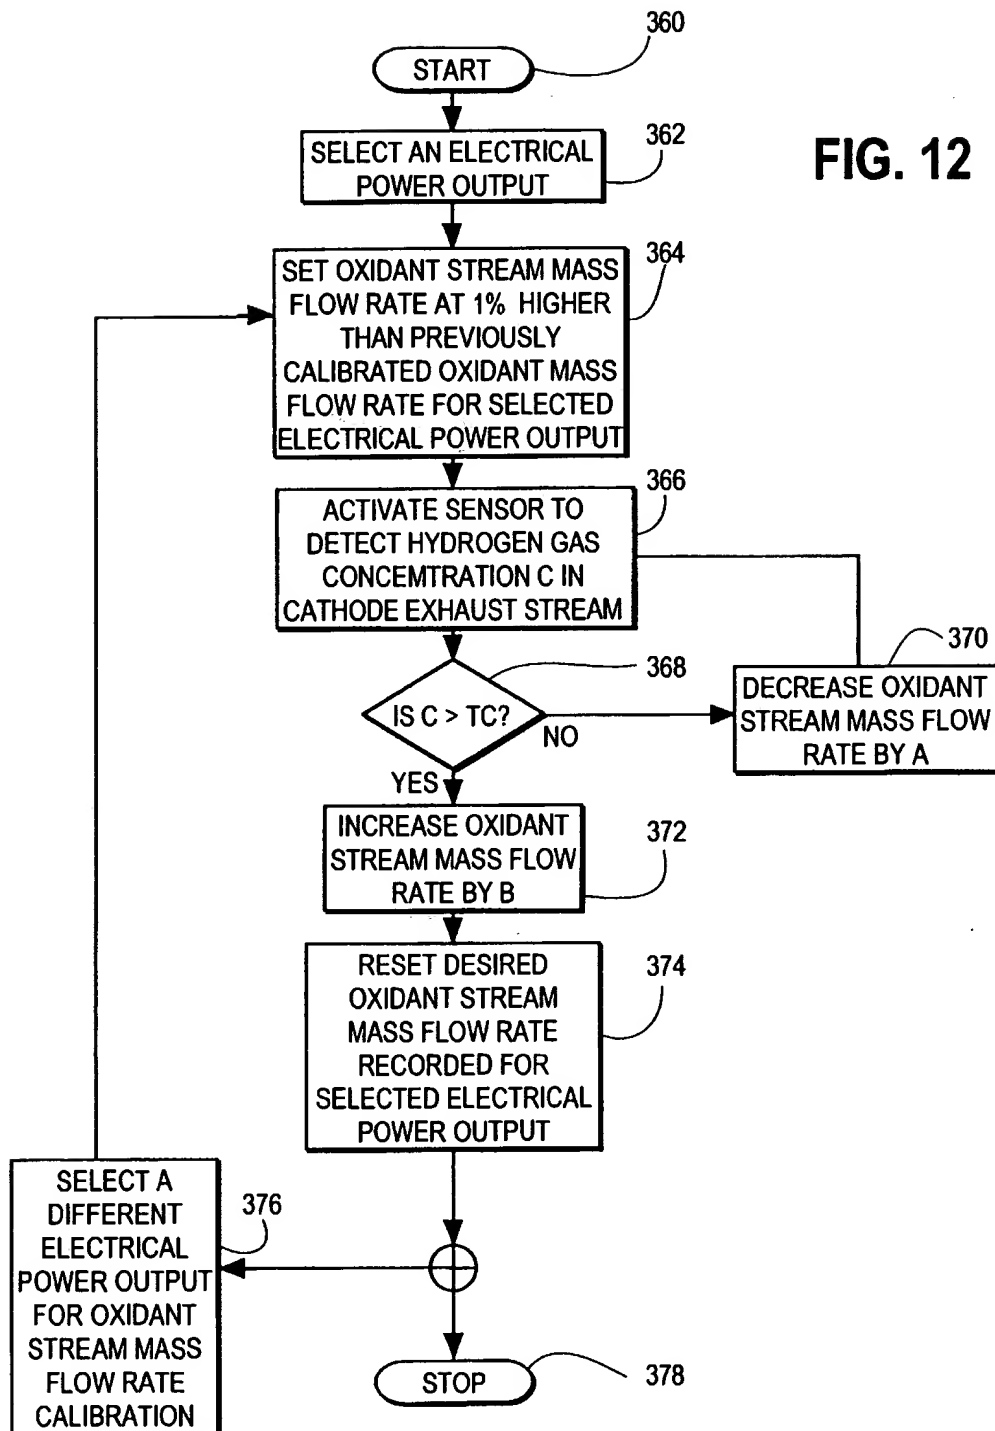 360
START
FIG. 12
362
SELECT AN ELECTRICAL
POWER OUTPUT
364
SET OXIDANT STREAM MASS
FLOW RATE AT 1% HIGHER
THAN PREVIOUSLY
CALIBRATED OXIDANT MASS
FLOW RATE FOR SELECTED
ELECTRICAL POWER OUTPUT
366
ACTIVATE SENSOR TO
DETECT HYDROGEN GAS
CONCEMTRATION C IN
CATHODE EXHAUST STREAM
368
IS C > TC?
NO
YES
370
DECREASE OXIDANT
STREAM MASS FLOW
RATE BY A
372
INCREASE OXIDANT
STREAM MASS FLOW
RATE BY B
374
RESET DESIRED
OXIDANT STREAM
MASS FLOW RATE
RECORDED FOR
SELECTED ELECTRICAL
POWER OUTPUT
376
SELECT A
DIFFERENT
ELECTRICAL
POWER OUTPUT
FOR OXIDANT
STREAM MASS
FLOW RATE
CALIBRATION
STOP
378